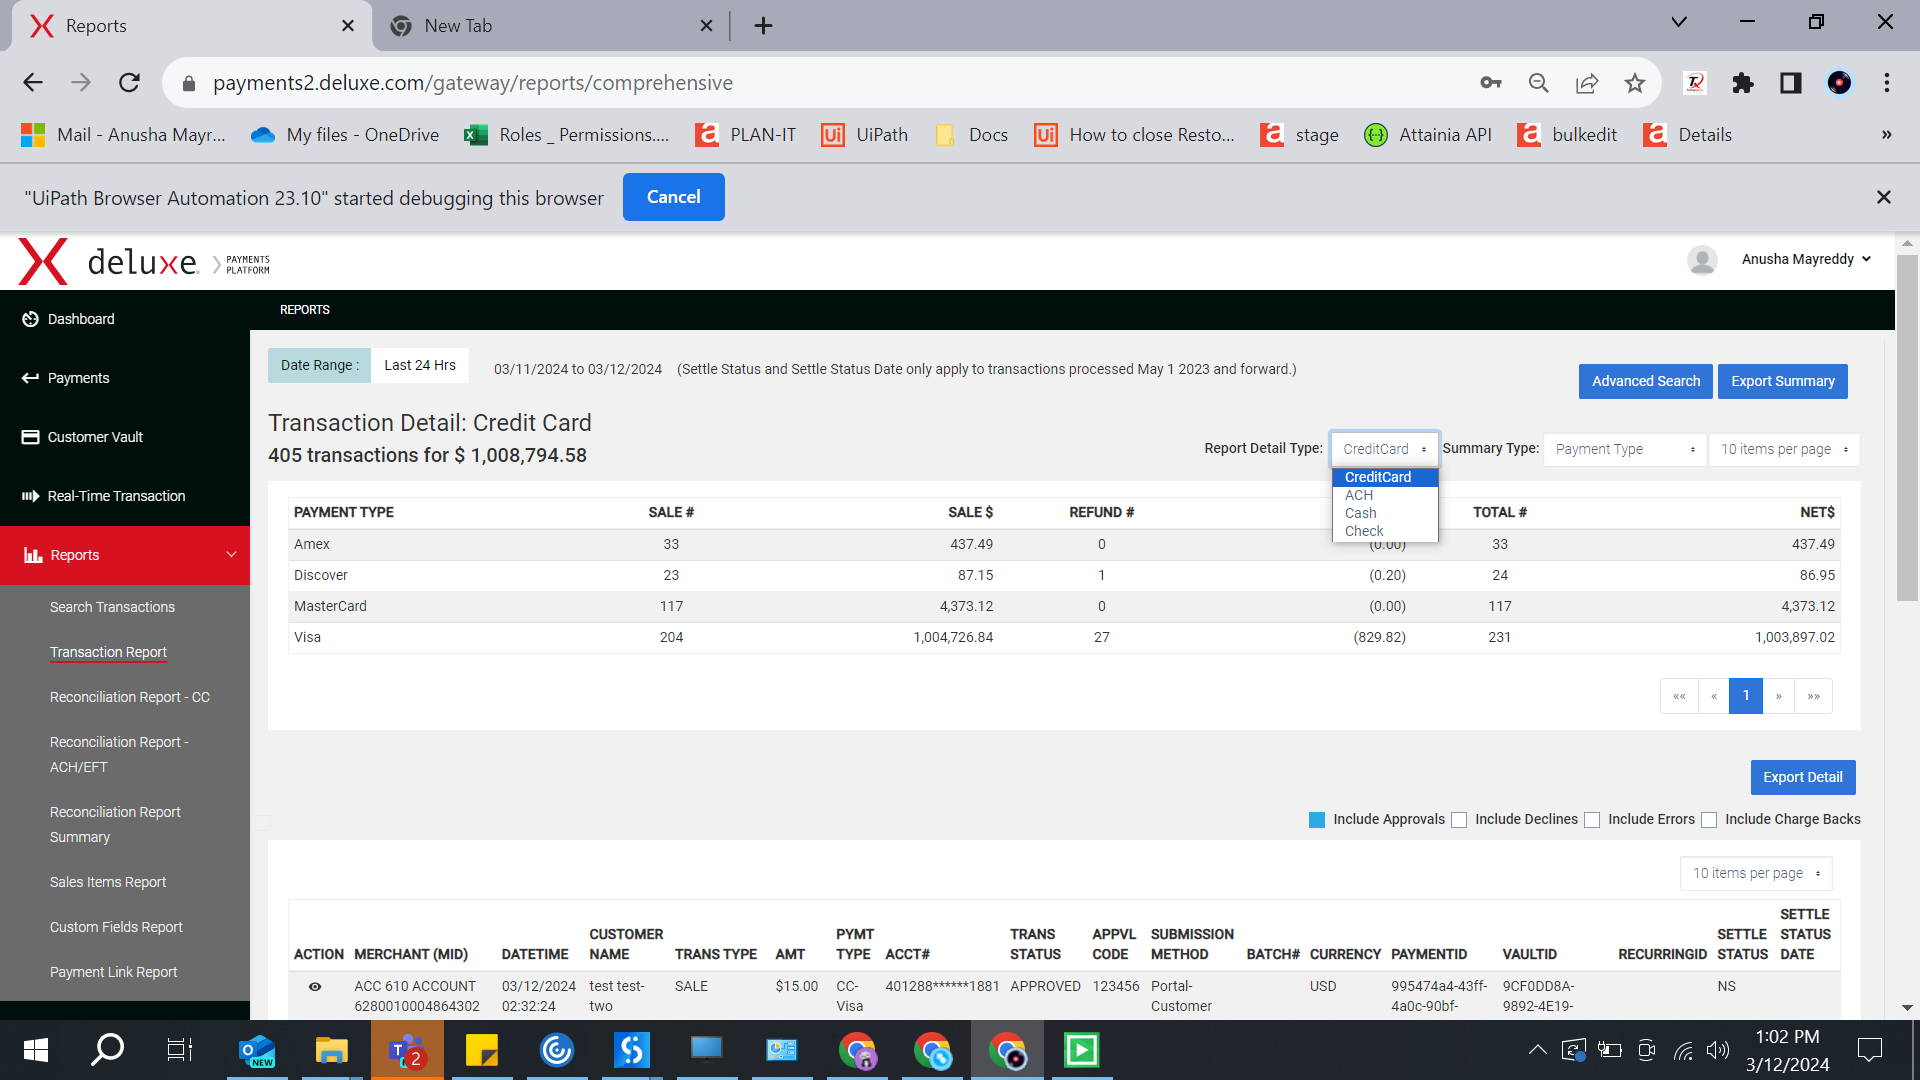 Reports
New Tab
payments2.deluxe.com/gateway/reports/comprehensive
Mail - Anusha Mayr...
My files - OneDrive
Roles _ Permissions....
PLAN-IT
UiPath
Docs
How to close Resto...
stage
Attainia API
bulkedit
Details
»
"UiPath Browser Automation 23.10" started debugging this browser
Cancel
deluxe. PAYMENTS PLATFORM
Anusha Mayreddy
Dashboard
Payments
Customer Vault
Real-Time Transaction
Reports
Search Transactions
Transaction Report
Reconciliation Report - CC
Reconciliation Report -
ACH/EFT
Reconciliation Report
Summary
Sales Items Report
Custom Fields Report
Payment Link Report
REPORTS
Date Range : Last 24 Hrs 03/11/2024 to 03/12/2024 (Settle Status and Settle Status Date only apply to transactions processed May 1 2023 and forward.)
Advanced Search Export Summary
Transaction Detail: Credit Card
405 transactions for $ 1,008,794.58
Report Detail Type: CreditCard Summary Type: Payment Type 10 items per page
CreditCard
ACH
Cash
Check
PAYMENT TYPE SALE # SALE $ REFUND # TOTAL # NET$
Amex 33 437.49 0 (0.00) 33 437.49
Discover 23 87.15 1 (0.20) 24 86.95
MasterCard 117 4,373.12 0 (0.00) 117 4,373.12
Visa 204 1,004,726.84 27 (829.82) 231 1,003,897.02
«« « 1 » »»
Export Detail
Include Approvals Include Declines Include Errors Include Charge Backs
10 items per page
ACTION MERCHANT (MID) DATETIME CUSTOMER NAME TRANS TYPE AMT PYMT TYPE ACCT# TRANS STATUS APPVL CODE SUBMISSION METHOD BATCH# CURRENCY PAYMENTID VAULTID RECURRINGID SETTLE STATUS SETTLE STATUS DATE
ACC 610 ACCOUNT 03/12/2024 test test- SALE $15.00 CC- 401288******1881 APPROVED 123456 Portal- USD 995474a4-43ff- 9CF0DD8A- NS
6280010004864302 02:32:24 two Visa Customer 4a0c-90bf- 9892-4E19-
NEW
2
1:02 PM
3/12/2024